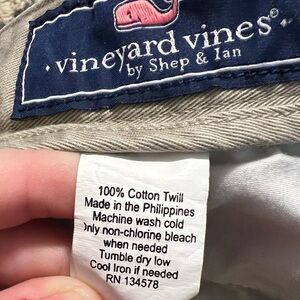 vineyard vines®
by Shep & Ian
100% Cotton Twill
Made in the Philippines
Machine wash cold
Only non-chlorine bleach
when needed
Tumble dry low
Cool Iron if needed
RN 134578